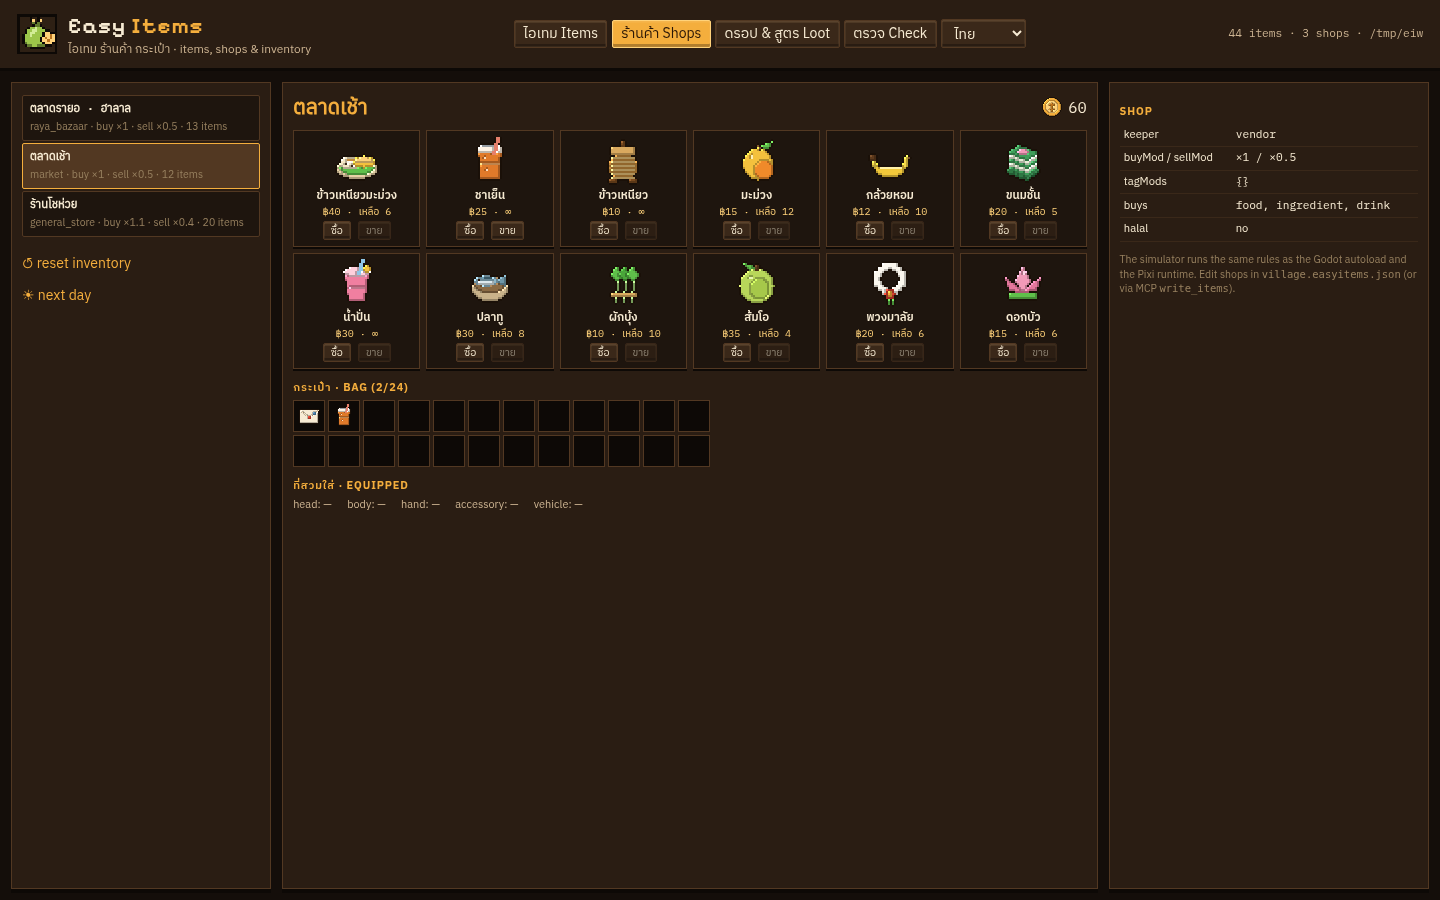 Easy Items
ไอเทม ร้านค้า กระเป๋า · items, shops & inventory
ไอเทม Items
ร้านค้า Shops
ดรอป & สูตร Loot
ตรวจ Check
ไทย
44 items · 3 shops · /tmp/eiw
ตลาดรายอ · ฮาลาล
raya_bazaar · buy ×1 · sell ×0.5 · 13 items
ตลาดเช้า
market · buy ×1 · sell ×0.5 · 12 items
ร้านโชห่วย
general_store · buy ×1.1 · sell ×0.4 · 20 items
↺ reset inventory
☀ next day
ตลาดเช้า
60
ข้าวเหนียวมะม่วง
฿40 · เหลือ 6
ซื้อ ขาย
ชาเย็น
฿25 · ∞
ซื้อ ขาย
ข้าวเหนียว
฿10 · ∞
ซื้อ ขาย
มะม่วง
฿15 · เหลือ 12
ซื้อ ขาย
กล้วยหอม
฿12 · เหลือ 10
ซื้อ ขาย
ขนมชั้น
฿20 · เหลือ 5
ซื้อ ขาย
น้ำปั่น
฿30 · ∞
ซื้อ ขาย
ปลาทู
฿30 · เหลือ 8
ซื้อ ขาย
ผักบุ้ง
฿10 · เหลือ 10
ซื้อ ขาย
ส้มโอ
฿35 · เหลือ 4
ซื้อ ขาย
พวงมาลัย
฿20 · เหลือ 6
ซื้อ ขาย
ดอกบัว
฿15 · เหลือ 6
ซื้อ ขาย
กระเป๋า · BAG (2/24)
ที่สวมใส่ · EQUIPPED
head: — body: — hand: — accessory: — vehicle: —
SHOP
keeper vendor
buyMod / sellMod ×1 / ×0.5
tagMods {}
buys food, ingredient, drink
halal no
The simulator runs the same rules as the Godot autoload and
the Pixi runtime. Edit shops in village.easyitems.json (or
via MCP write_items).